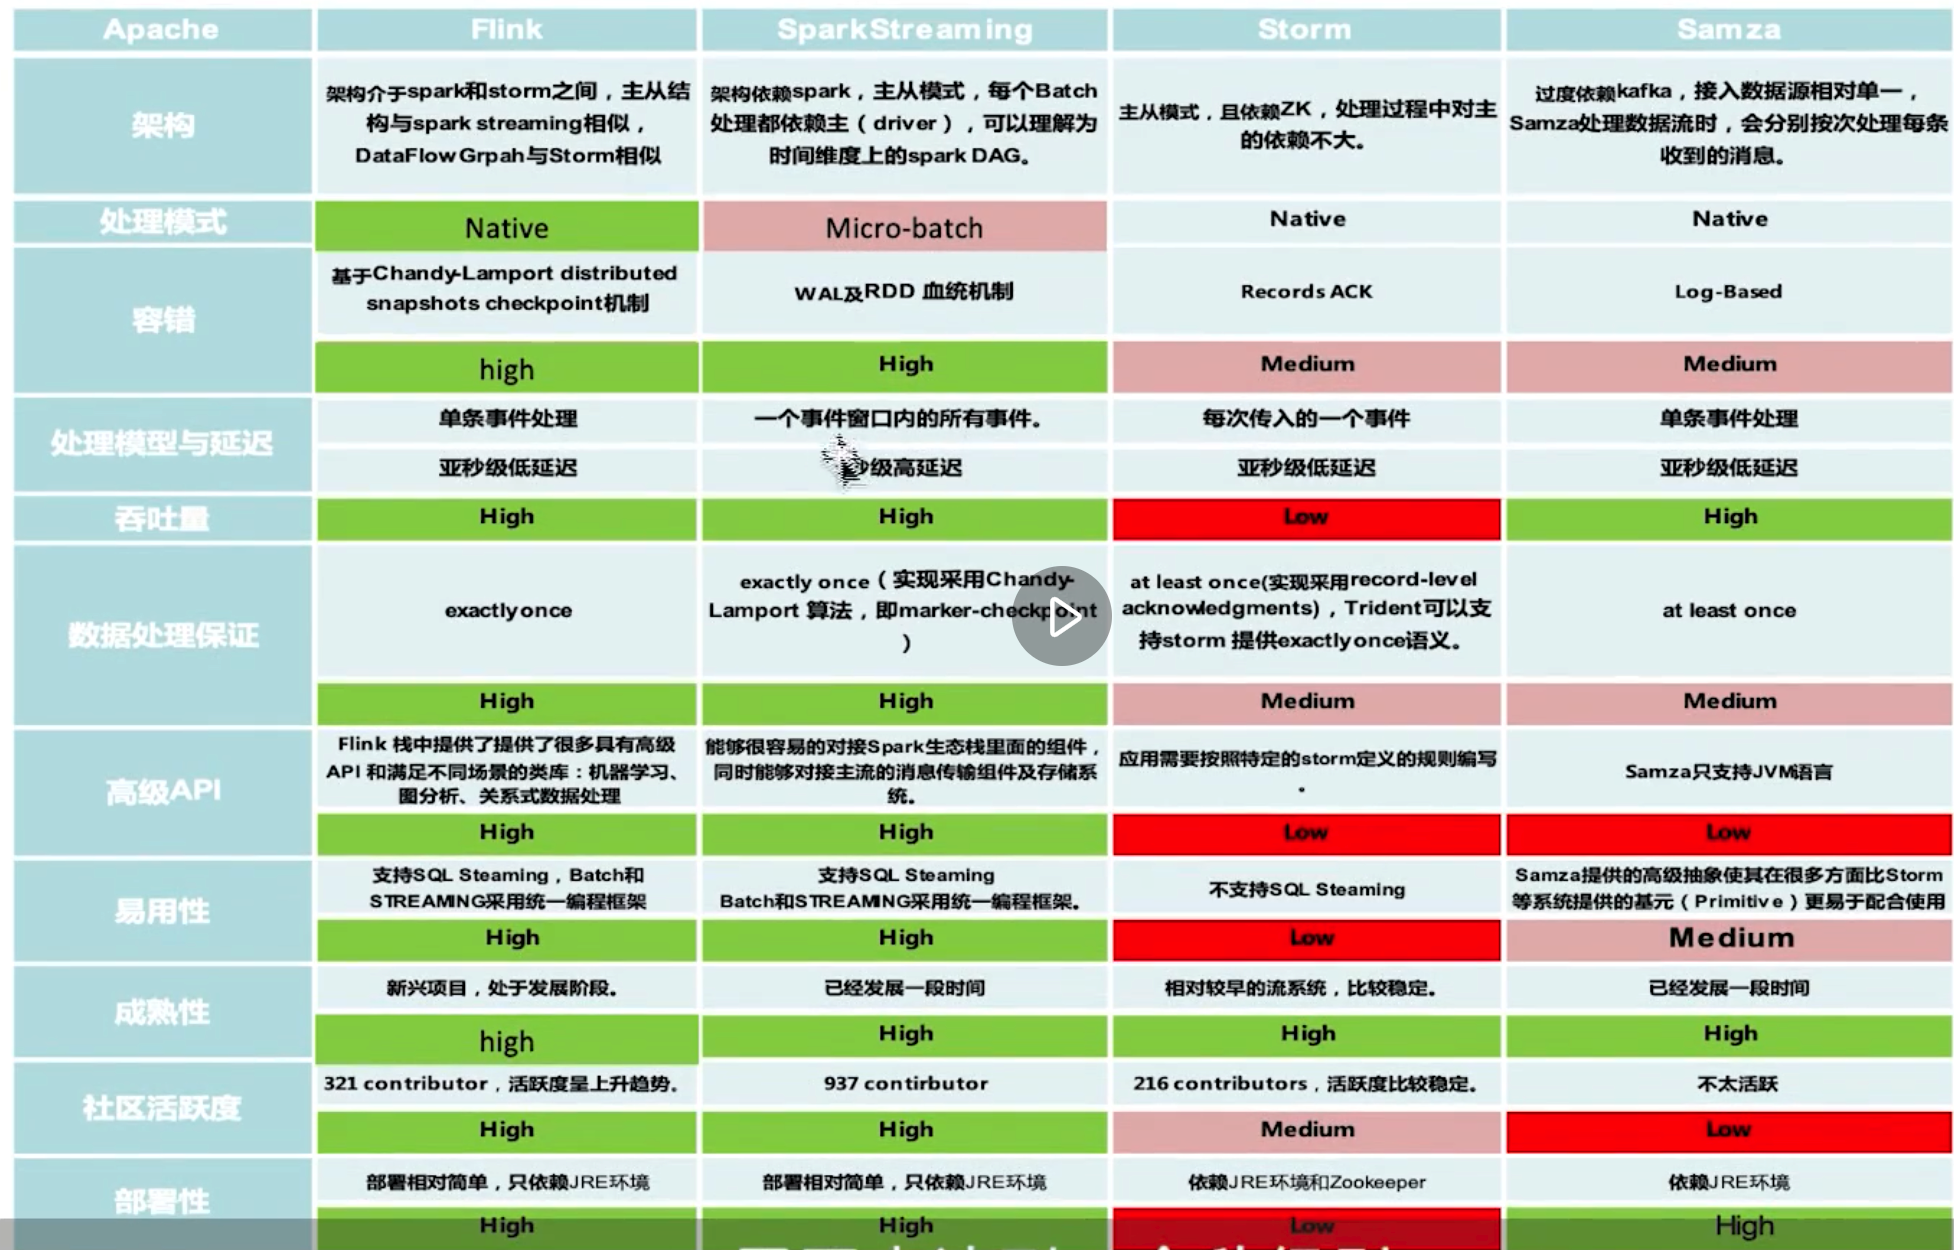 Apache Flink SparkStreaming Storm Samza
架构
架构介于spark和storm之间，主从结
构与spark streaming相似，
DataFlow Grpah与Storm相似
架构依赖spark，主从模式，每个Batch
处理都依赖主（driver），可以理解为
时间维度上的spark DAG。
主从模式，且依赖ZK，处理过程中对主
的依赖不大。
过度依赖kafka，接入数据源相对单一，
Samza处理数据流时，会分别按次处理每条
收到的消息。
处理模式 Native Micro-batch Native Native
容错
基于Chandy-Lamport distributed
snapshots checkpoint机制
WAL及RDD 血统机制
Records ACK
Log-Based
high High Medium Medium
处理模型与延迟
单条事件处理 一个事件窗口内的所有事件。 每次传入的一个事件 单条事件处理
亚秒级低延迟 秒级高延迟 亚秒级低延迟 亚秒级低延迟
吞吐量 High High Low High
数据处理保证
exactly once
exactly once（实现采用Chandy-
Lamport 算法，即marker-checkpoint
）
at least once(实现采用record-level
acknowledgments)，Trident可以支
持storm 提供exactly once语义。
at least once
High High Medium Medium
高级API
Flink 栈中提供了提供了很多具有高级
API 和满足不同场景的类库：机器学习、
图分析、关系式数据处理
能够很容易的对接Spark生态栈里面的组件，
同时能够对接主流的消息传输组件及存储系
统。
应用需要按照特定的storm定义的规则编写
。
Samza只支持JVM语言
High High Low Low
易用性
支持SQL Steaming，Batch和
STREAMING采用统一编程框架
支持SQL Steaming
Batch和STREAMING采用统一编程框架。
不支持SQL Steaming
Samza提供的高级抽象使其在很多方面比Storm
等系统提供的基元（Primitive）更易于配合使用
High High Low Medium
成熟性
新兴项目，处于发展阶段。 已经发展一段时间 相对较早的流系统，比较稳定。 已经发展一段时间
high High High High
社区活跃度
321 contributor，活跃度呈上升趋势。 937 contirbutor 216 contributors，活跃度比较稳定。 不太活跃
High High Medium Low
部署性
部署相对简单，只依赖JRE环境 部署相对简单，只依赖JRE环境 依赖JRE环境和Zookeeper 依赖JRE环境
High High Low High